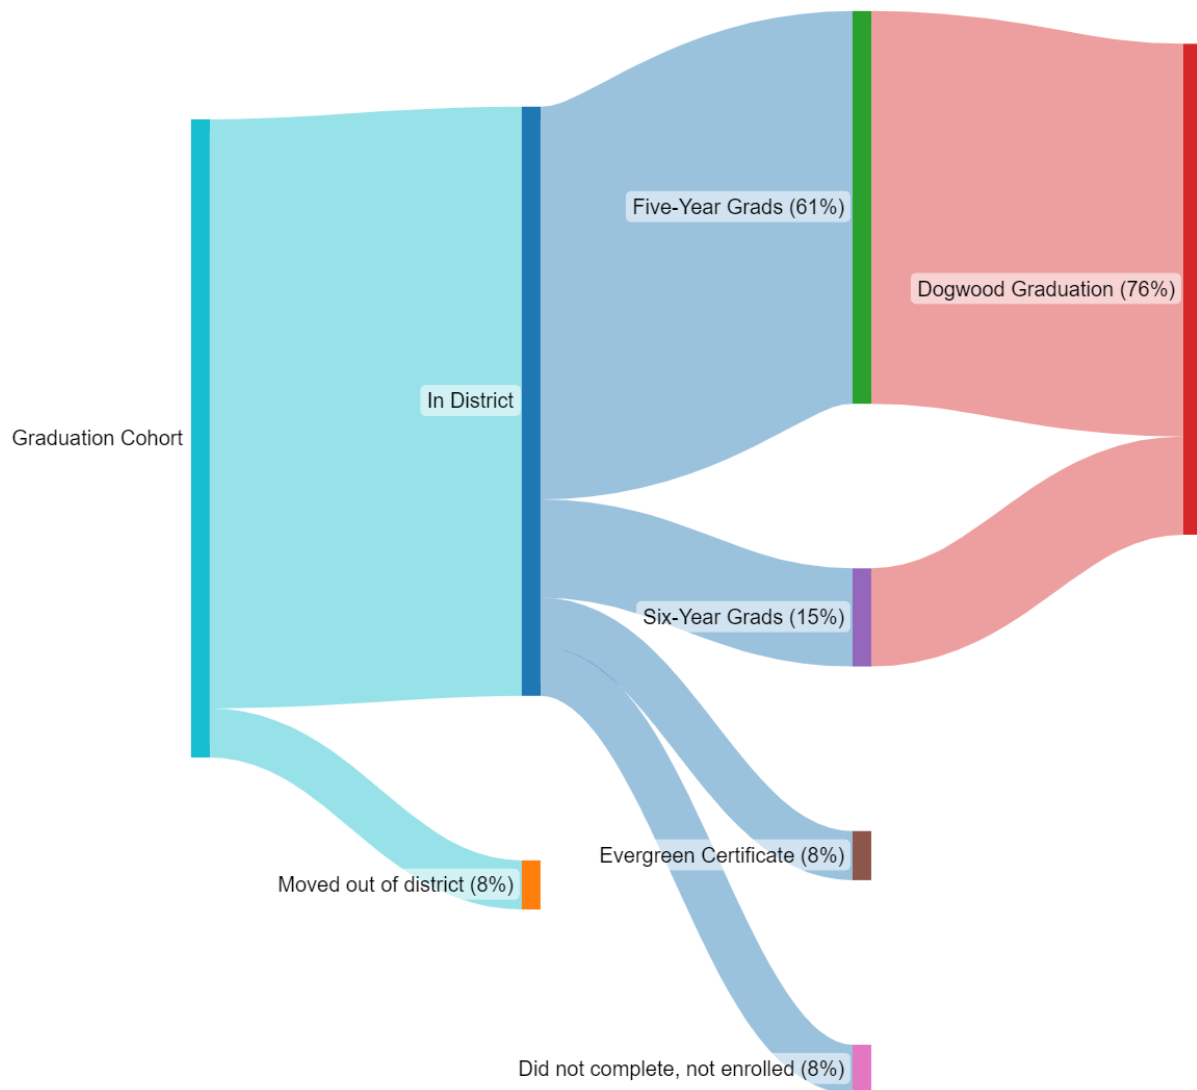 Five-Year Grads (61%)
Dogwood Graduation (76%)
In District
Graduation Cohort
Six-Year Grads (15%)
Evergreen Certificate (8%)
Moved out of district (8%)
Did not complete, not enrolled (8%)